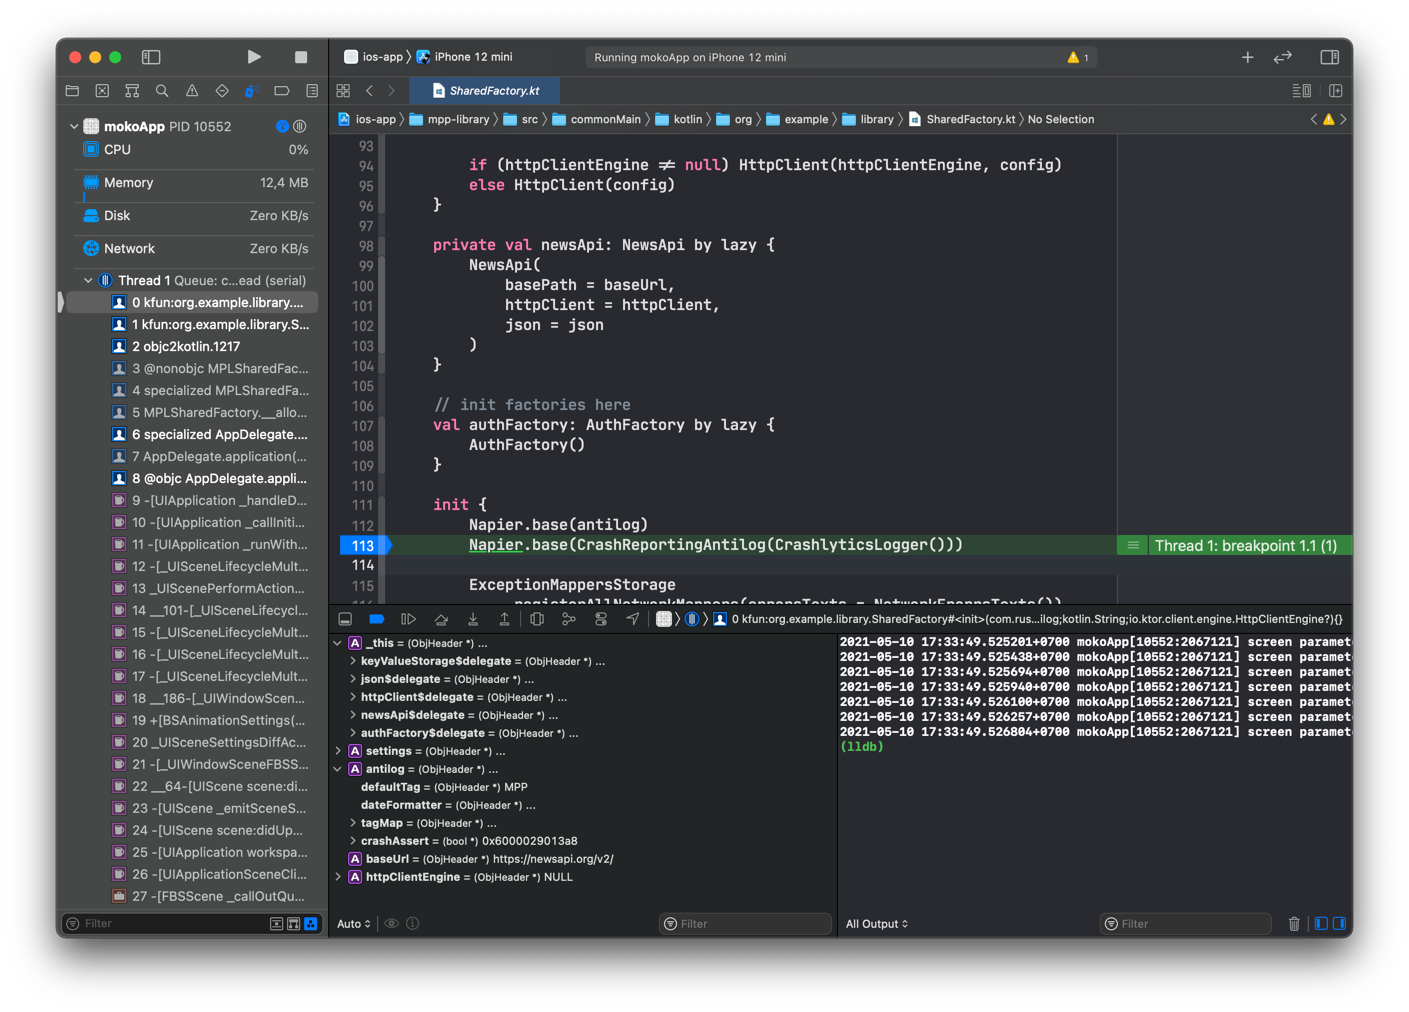 ios-app 〉 iPhone 12 mini
Running mokoApp on iPhone 12 mini
1
SharedFactory.kt
ios-app 〉 mpp-library 〉 src 〉 commonMain 〉 kotlin 〉 org 〉 example 〉 library 〉 SharedFactory.kt 〉 No Selection
mokoApp PID 10552
CPU 0%
Memory 12,4 MB
Disk Zero KB/s
Network Zero KB/s
Thread 1 Queue: c...ead (serial)
0 kfun:org.example.library....
1 kfun:org.example.library.S...
2 objc2kotlin.1217
3 @nonobjc MPLSharedFac...
4 specialized MPLSharedFa...
5 MPLSharedFactory.__allo...
6 specialized AppDelegate....
7 AppDelegate.application(...
8 @objc AppDelegate.appli...
9 -[UIApplication _handleD...
10 -[UIApplication _callIniti...
11 -[UIApplication _runWith...
12 -[_UISceneLifecycleMult...
13 _UIScenePerformAction...
14 __101-[_UISceneLifecycl...
15 -[_UISceneLifecycleMult...
16 -[_UISceneLifecycleMult...
17 -[_UISceneLifecycleMult...
18 __186-[_UIWindowScen...
19 +[BSAnimationSettings(...
20 _UISceneSettingsDiffAc...
21 -[_UIWindowSceneFBSS...
22 __64-[UIScene scene:di...
23 -[UIScene _emitSceneS...
24 -[UIScene scene:didUp...
25 -[UIApplication workspa...
26 -[UIApplicationSceneCli...
27 -[FBSScene _callOutQu...
Filter
93
94 if (httpClientEngine ≠ null) HttpClient(httpClientEngine, config)
95 else HttpClient(config)
96 }
97
98 private val newsApi: NewsApi by lazy {
99 NewsApi(
100 basePath = baseUrl,
101 httpClient = httpClient,
102 json = json
103 )
104 }
105
106 // init factories here
107 val authFactory: AuthFactory by lazy {
108 AuthFactory()
109 }
110
111 init {
112 Napier.base(antilog)
113 Napier.base(CrashReportingAntilog(CrashlyticsLogger())) Thread 1: breakpoint 1.1 (1)
114
115 ExceptionMappersStorage
0 kfun:org.example.library.SharedFactory#<init>(com.rus...ilog;kotlin.String;io.ktor.client.engine.HttpClientEngine?){}
A _this = (ObjHeader *) ...
keyValueStorage$delegate = (ObjHeader *) ...
json$delegate = (ObjHeader *) ...
httpClient$delegate = (ObjHeader *) ...
newsApi$delegate = (ObjHeader *) ...
authFactory$delegate = (ObjHeader *) ...
A settings = (ObjHeader *) ...
A antilog = (ObjHeader *) ...
defaultTag = (ObjHeader *) MPP
dateFormatter = (ObjHeader *) ...
tagMap = (ObjHeader *) ...
crashAssert = (bool *) 0x6000029013a8
A baseUrl = (ObjHeader *) https://newsapi.org/v2/
A httpClientEngine = (ObjHeader *) NULL
Auto
Filter
2021-05-10 17:33:49.525201+0700 mokoApp[10552:2067121] screen paramet
2021-05-10 17:33:49.525438+0700 mokoApp[10552:2067121] screen paramet
2021-05-10 17:33:49.525694+0700 mokoApp[10552:2067121] screen paramet
2021-05-10 17:33:49.525940+0700 mokoApp[10552:2067121] screen paramet
2021-05-10 17:33:49.526100+0700 mokoApp[10552:2067121] screen paramet
2021-05-10 17:33:49.526257+0700 mokoApp[10552:2067121] screen paramet
2021-05-10 17:33:49.526804+0700 mokoApp[10552:2067121] screen paramet
(lldb)
All Output
Filter